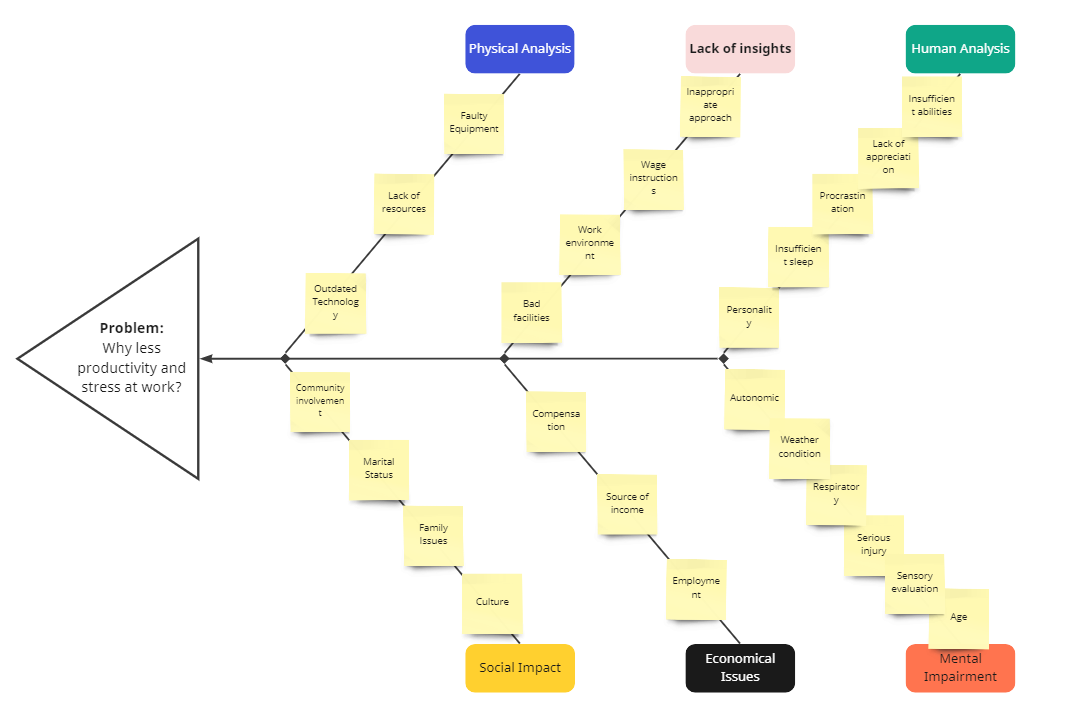 Physical Analysis
Lack of insights
Human Analysis
Faulty
Equipment
Lack of
resources
Outdated
Technolog
y
Inappropri
ate
approach
Wage
instruction
s
Work
environme
nt
Bad
facilities
Insufficien
t abilities
Lack of
appreciati
on
Procrastin
ation
Insufficien
t sleep
Personalit
y
Problem:
Why less
productivity and
stress at work?
Community
involvemen
t
Marital
Status
Family
Issues
Culture
Compensa
tion
Source of
income
Employme
nt
Autonomic
Weather
condition
Respirator
y
Serious
injury
Sensory
evaluation
Age
Social Impact
Economical
Issues
Mental
Impairment